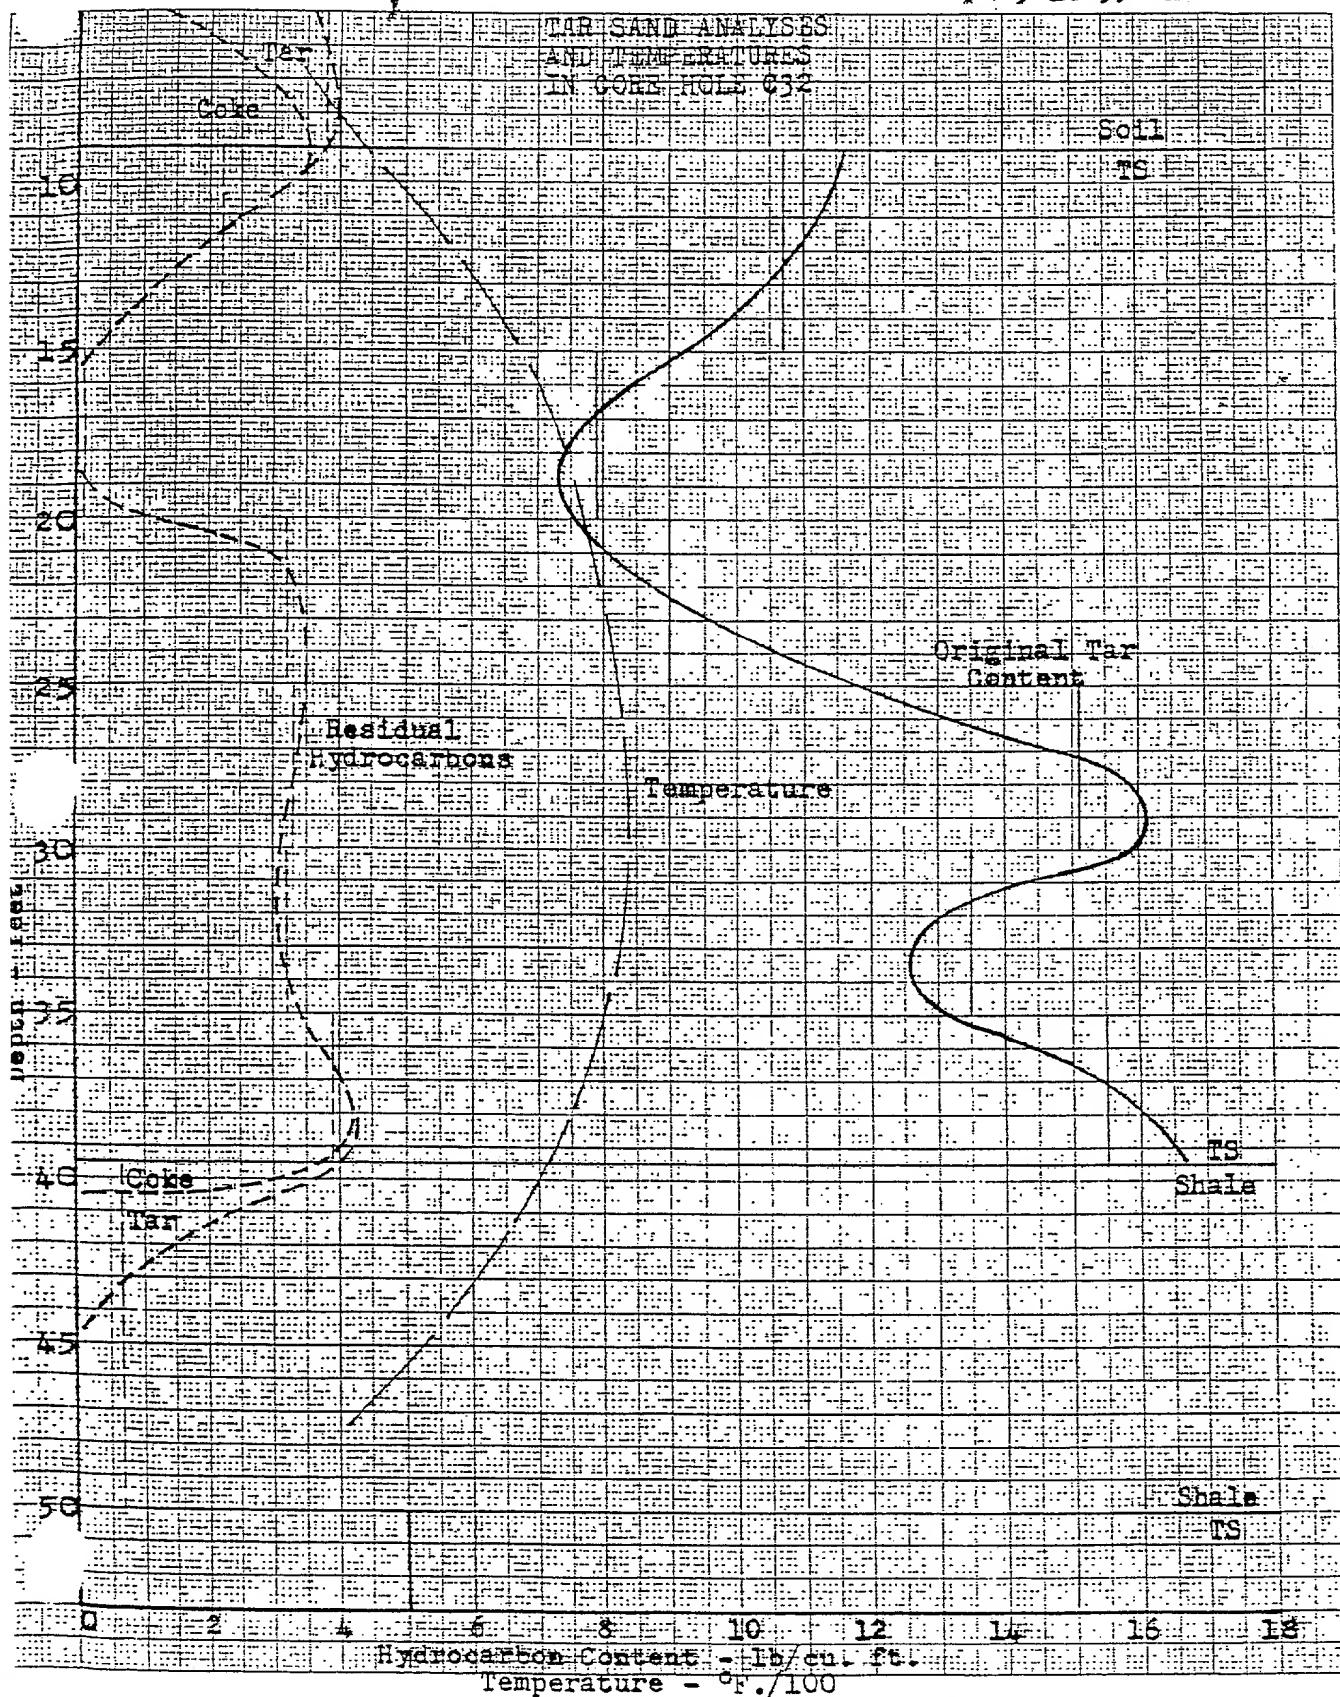 TAR SAND ANALYSES
AND TEMPERATURES
IN CORE HOLE C32
Tar
Coke
Soil
TS
10
15
20
Original Tar
Content
25
Residual
Hydrocarbons
Temperature
30
Depth - feet
35
TS
40
Coke
Shale
Tar
45
Shale
50
TS
0 2 4 6 8 10 12 14 16 18
Hydrocarbon Content - lb/cu. ft.
Temperature - °F./100